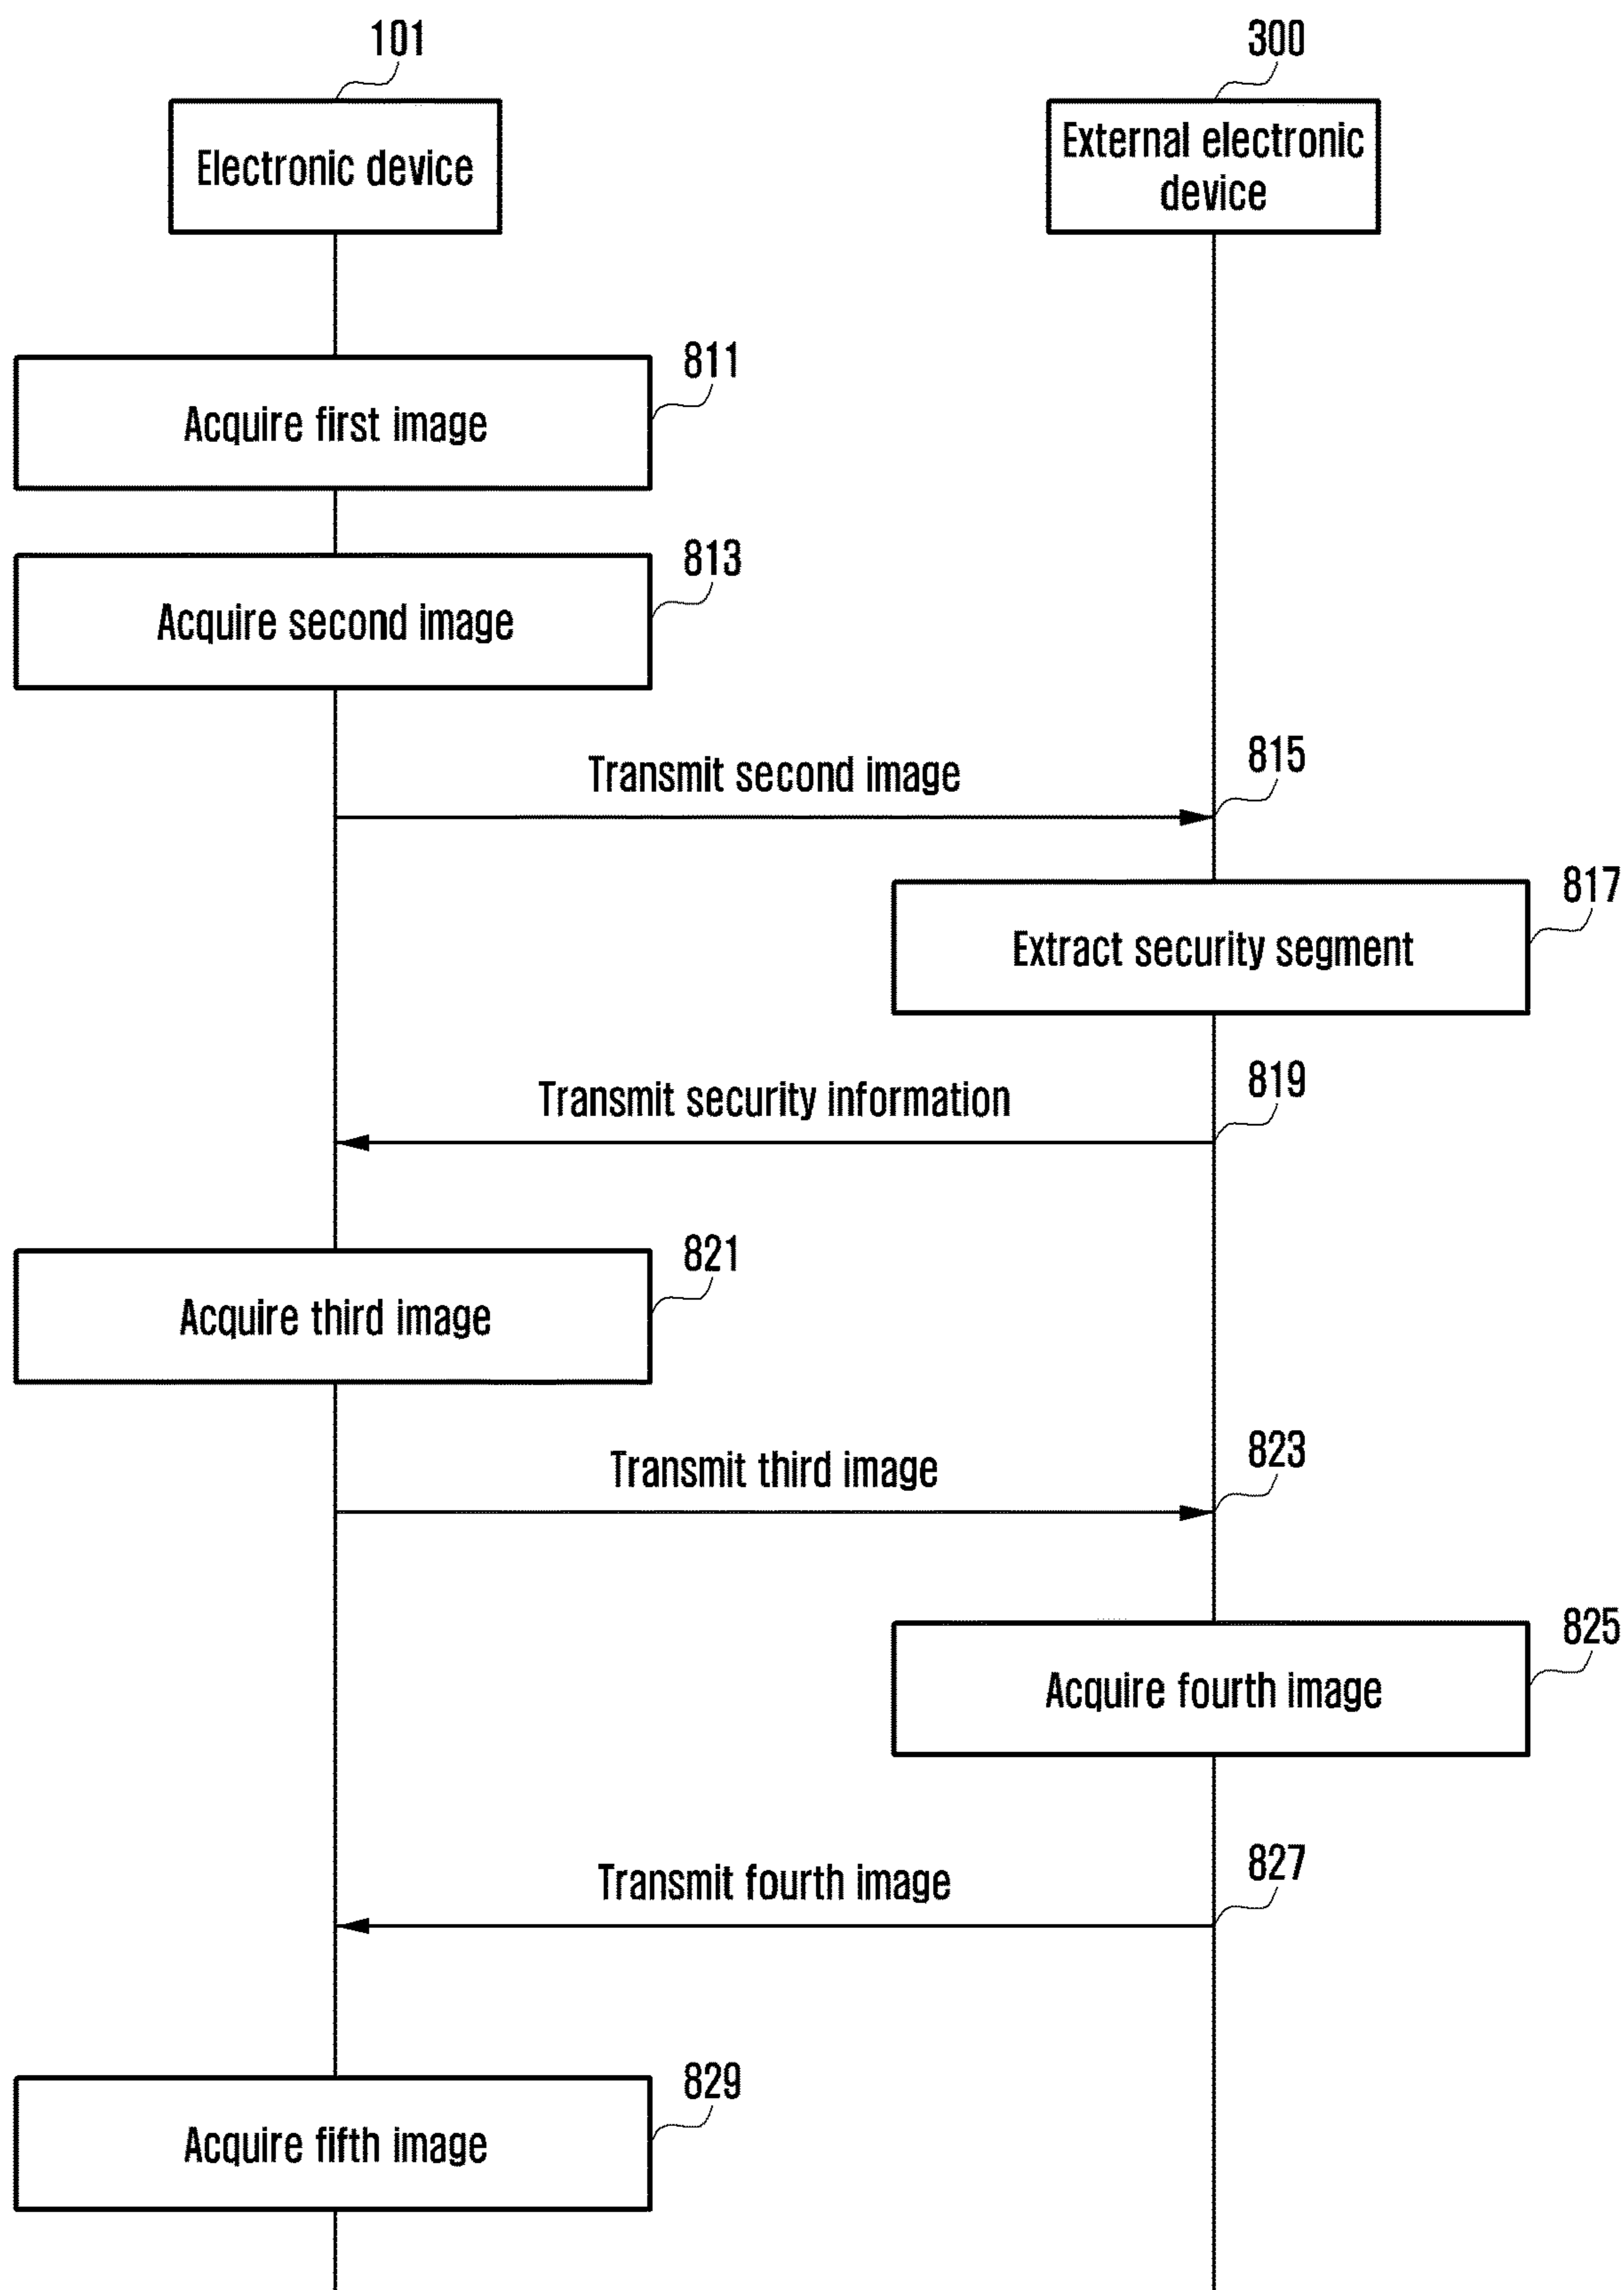 101
300
Electronic device
External electronic
device
811
Acquire first image
813
Acquire second image
815
Transmit second image
817
Extract security segment
819
Transmit security information
821
Acquire third image
823
Transmit third image
825
Acquire fourth image
827
Transmit fourth image
829
Acquire fifth image